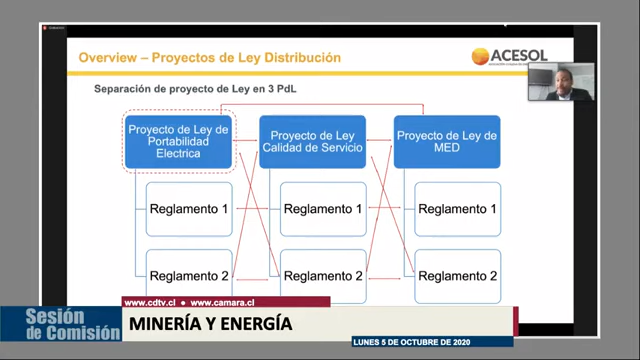 Overview – Proyectos de Ley Distribución
ACESOL
Separación de proyecto de Ley en 3 PdL
Proyecto de Ley de
Portabilidad
Electrica
Proyecto de Ley
Calidad de Servicio
Proyecto de Ley de
MED
Reglamento 1
Reglamento 1
Reglamento 1
Reglamento 2
Reglamento 2
Reglamento 2
www.cdtv.cl ● www.camara.cl
Sesión
de Comisión
MINERÍA Y ENERGÍA
LUNES 5 DE OCTUBRE DE 2020